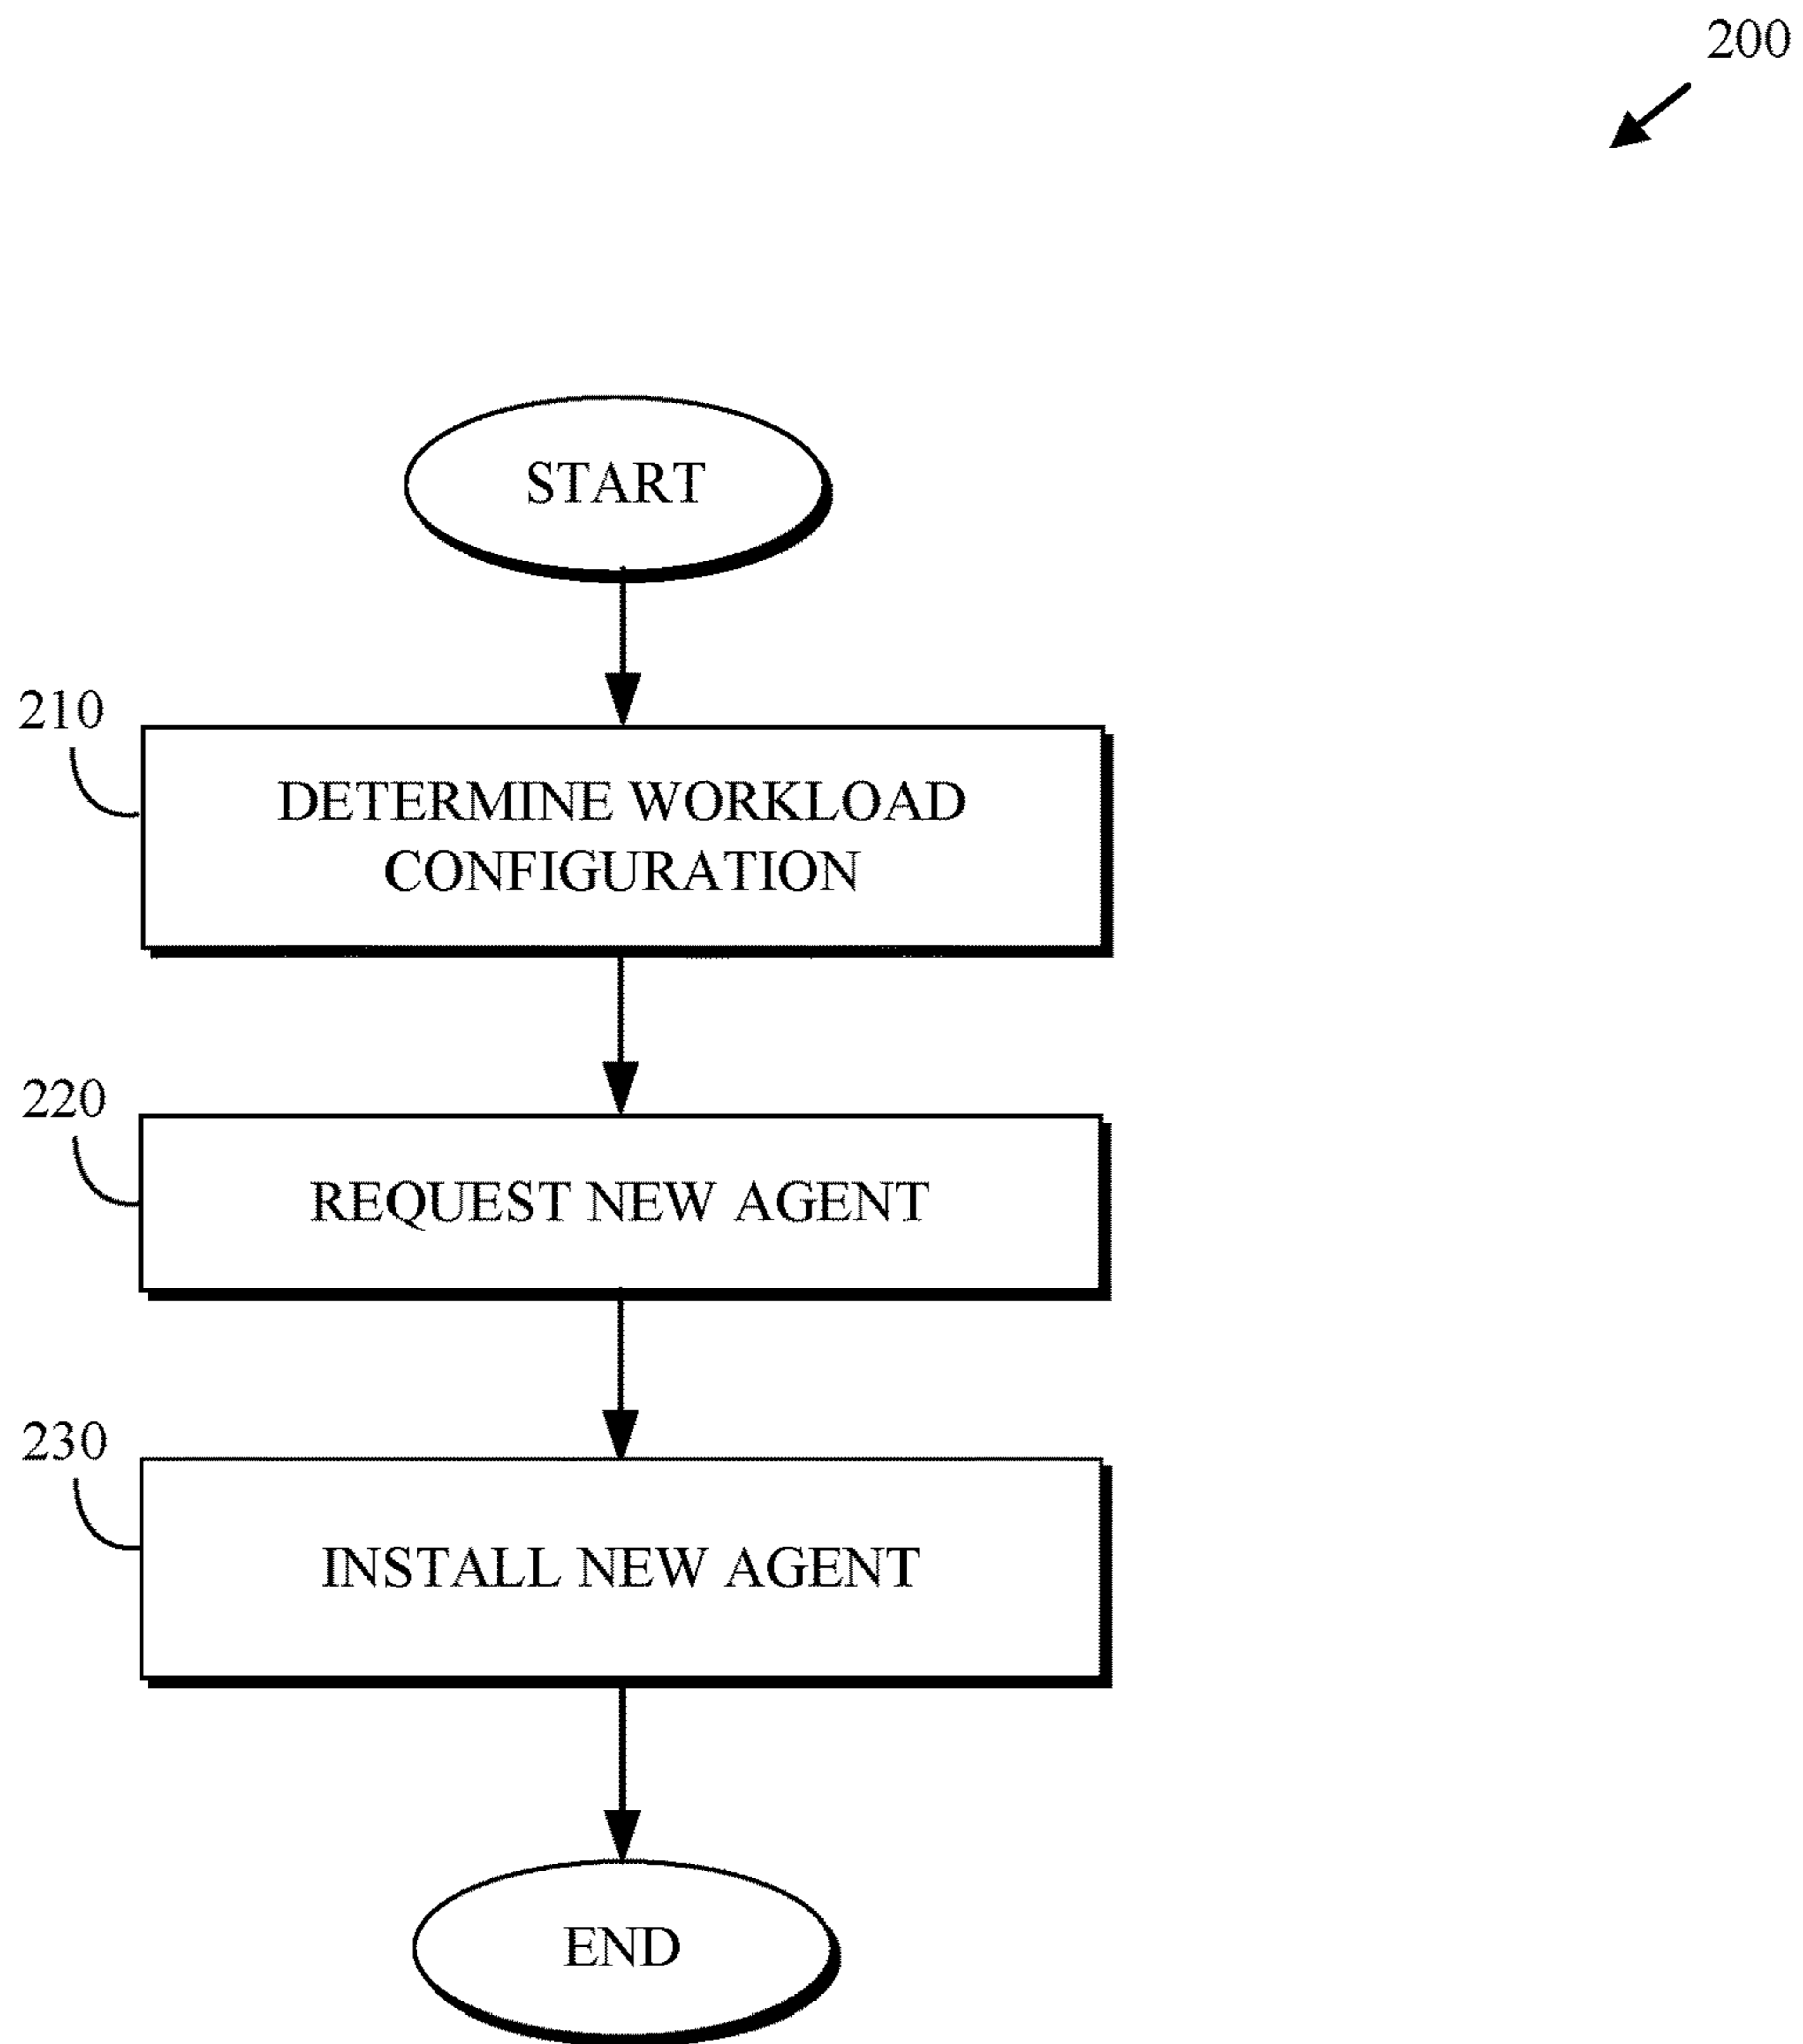 200
START
210
DETERMINE WORKLOAD
CONFIGURATION
220
REQUEST NEW AGENT
230
INSTALL NEW AGENT
END